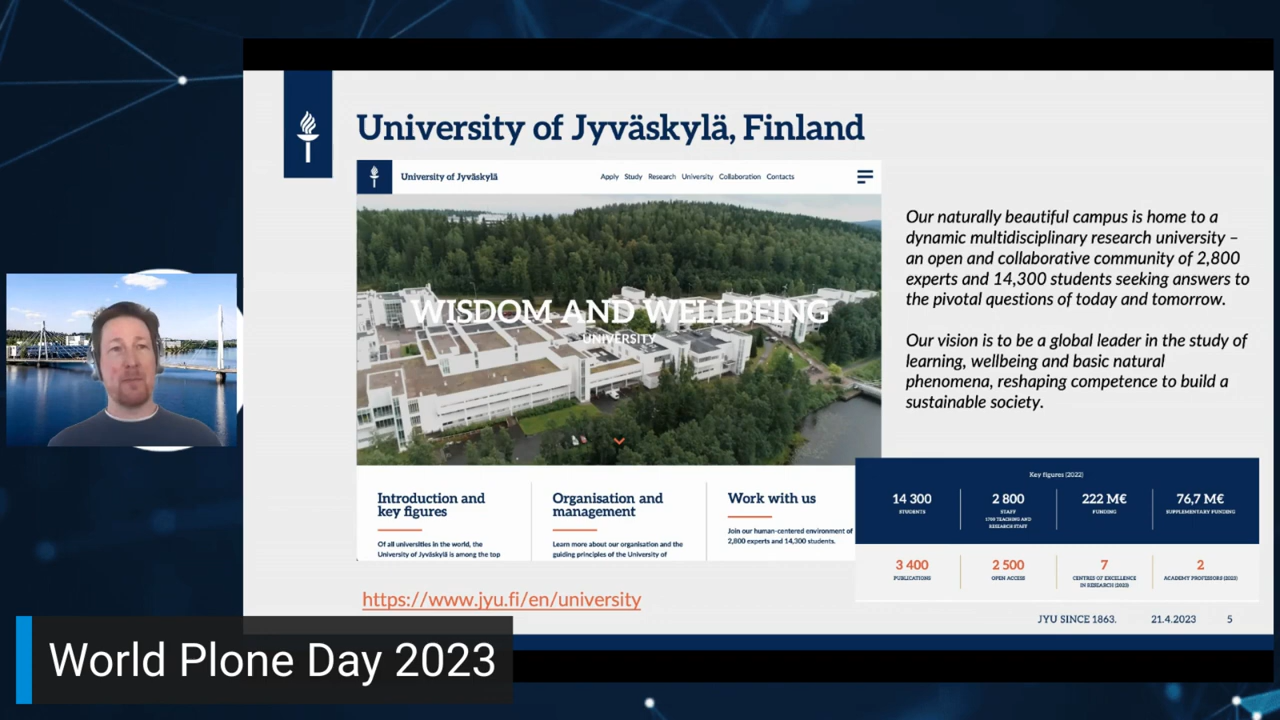 University of Jyväskylä, Finland
University of Jyväskylä
Apply Study Research University Collaboration Contacts
WISDOM AND WELLBEING
UNIVERSITY
Introduction and
key figures
Of all universities in the world, the
University of Jyväskylä is among the top
Organisation and
management
Learn more about our organisation and the
guiding principles of the University of
Work with us
Join our human-centered environment of
2,800 experts and 14,300 students.
https://www.jyu.fi/en/university
Our naturally beautiful campus is home to a
dynamic multidisciplinary research university –
an open and collaborative community of 2,800
experts and 14,300 students seeking answers to
the pivotal questions of today and tomorrow.
Our vision is to be a global leader in the study of
learning, wellbeing and basic natural
phenomena, reshaping competence to build a
sustainable society.
Key figures (2022)
14 300
STUDENTS
2 800
STAFF
1700 TEACHING AND
RESEARCH STAFF
222 M€
FUNDING
76,7 M€
SUPPLEMENTARY FUNDING
3 400
PUBLICATIONS
2 500
OPEN ACCESS
7
CENTRES OF EXCELLENCE
IN RESEARCH (2023)
2
ACADEMY PROFESSORS (2023)
JYU SINCE 1863. 21.4.2023 5
World Plone Day 2023